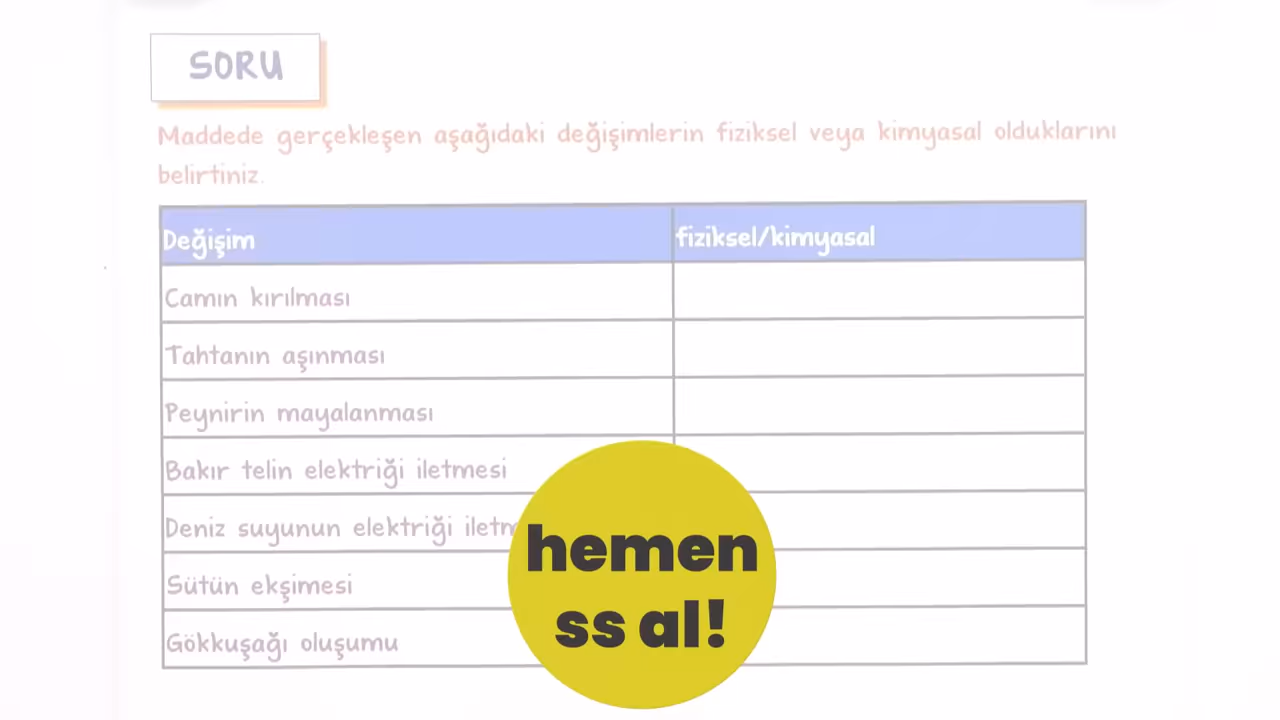 SORU
Maddede gerçekleşen aşağıdaki değişimlerin fiziksel veya kimyasal olduklarını
belirtiniz.
Değişim fiziksel/kimyasal
Camın kırılması
Tahtanın aşınması
Peynirin mayalanması
Bakır telin elektriği iletmesi
Deniz suyunun elektriği
Sütün ekşimesi
Gökkuşağı oluşumu
hemen
ss al!